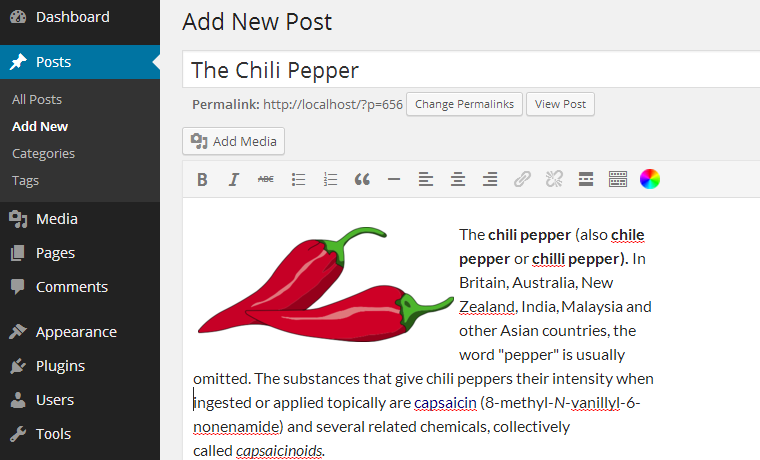 Dashboard
Posts
All Posts
Add New
Categories
Tags
Media
Pages
Comments
Appearance
Plugins
Users
Tools
Add New Post
The Chili Pepper
Permalink: http://localhost/?p=656 Change Permalinks View Post
Add Media
B I ABC
The chili pepper (also chile
pepper or chilli pepper). In
Britain, Australia, New
Zealand, India, Malaysia and
other Asian countries, the
word "pepper" is usually
omitted. The substances that give chili peppers their intensity when
ingested or applied topically are capsaicin (8-methyl-N-vanillyl-6-
nonenamide) and several related chemicals, collectively
called capsaicinoids.